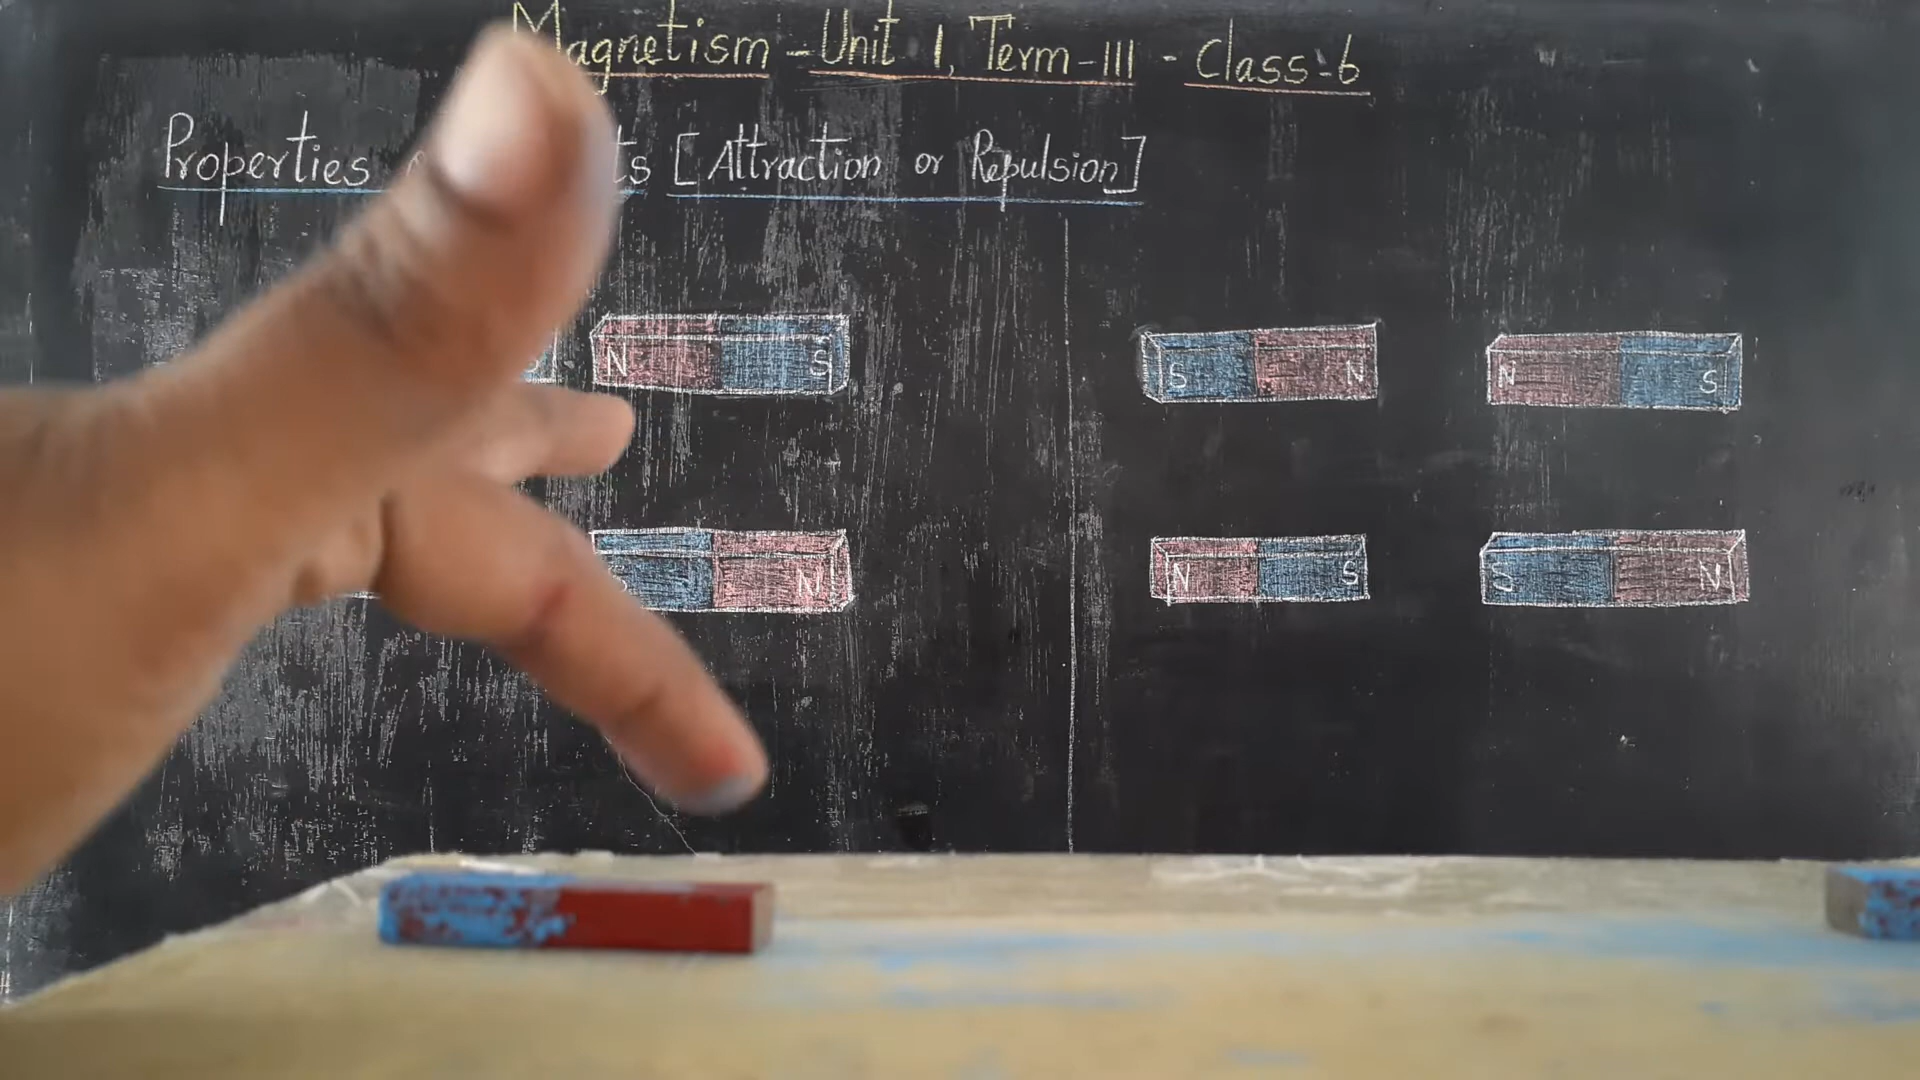 Magnetism - Unit 1, Term-III - Class:-6
Properties ts [Attraction or Repulsion]
S N S S N N S
S N N S S N